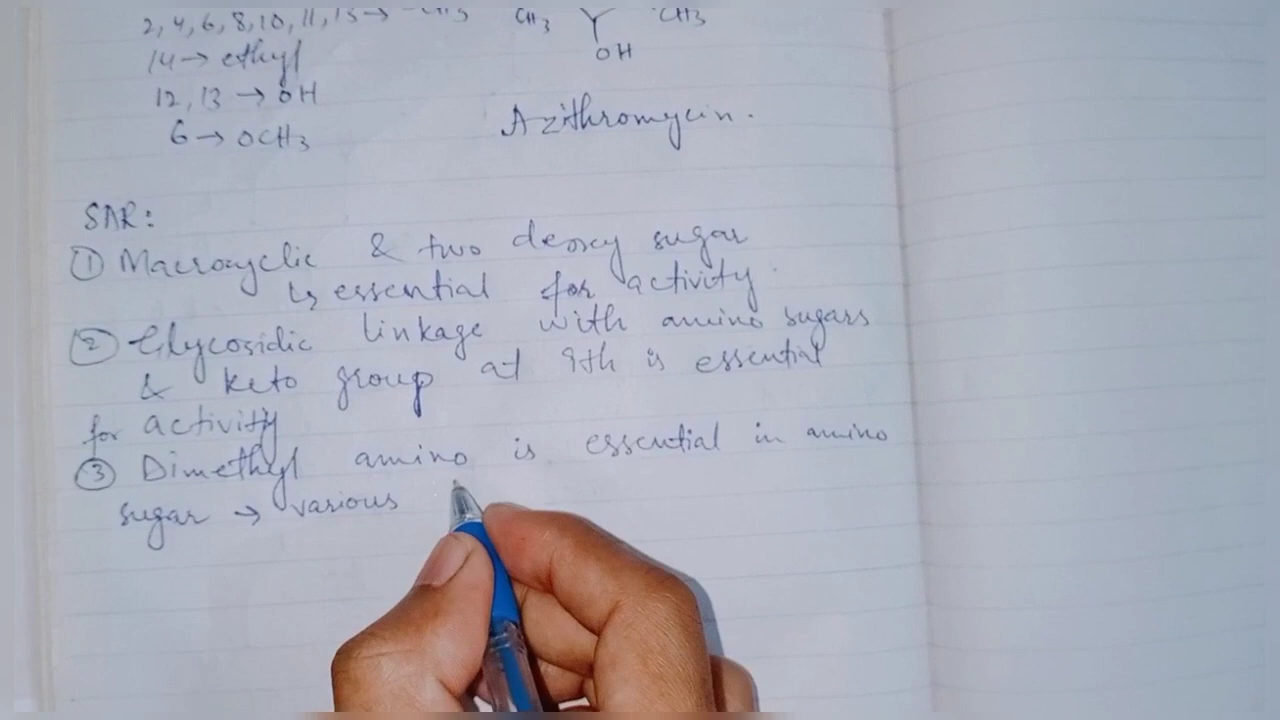 2, 4, 6, 8, 10, 11, 13 → -CH3
CH3 CH3
OH
14 → ethyl
12, 13 → OH
6 → OCH3
Azithromycin.
SAR:
① Macrocyclic & two deoxy sugar
↳ essential for activity.
② Glycosidic linkage with amino sugars
& keto group at 9th is essential
for activity
③ Dimethyl amino is essential in amino
sugar → various